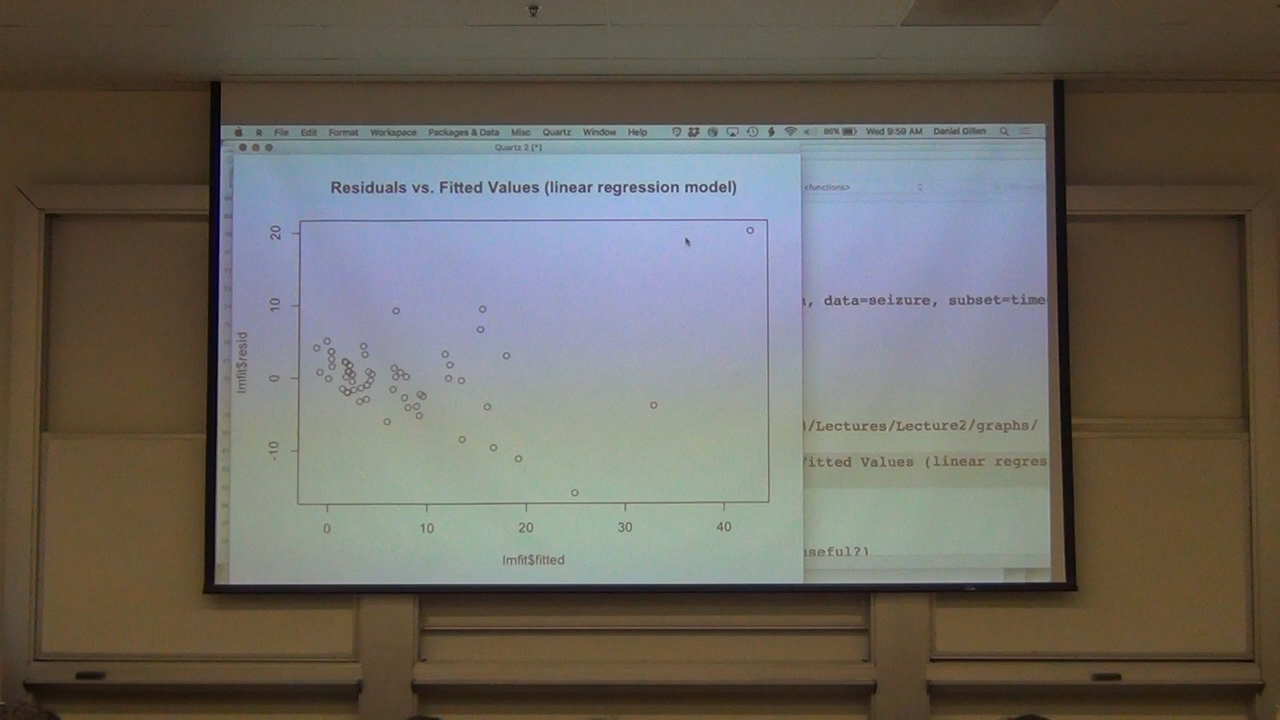 R File Edit Format Workspace Packages & Data Misc Quartz Window Help 86% Wed 9:59 AM Daniel Gillen
Quartz 2 [*]
<functions>
Residuals vs. Fitted Values (linear regression model)
20
10
0
-10
lmfit$resid
0 10 20 30 40
lmfit$fitted
, data=seizure, subset=time
/Lectures/Lecture2/graphs/
itted Values (linear regres
useful?)